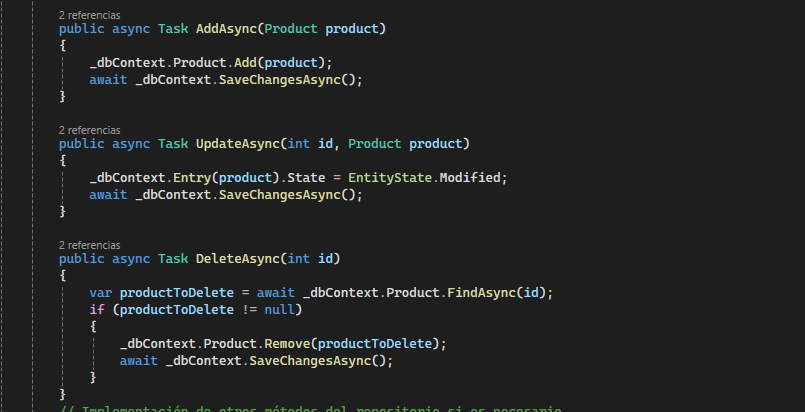 2 referencias
public async Task AddAsync(Product product)
{
_dbContext.Product.Add(product);
await _dbContext.SaveChangesAsync();
}
2 referencias
public async Task UpdateAsync(int id, Product product)
{
_dbContext.Entry(product).State = EntityState.Modified;
await _dbContext.SaveChangesAsync();
}
2 referencias
public async Task DeleteAsync(int id)
{
var productToDelete = await _dbContext.Product.FindAsync(id);
if (productToDelete != null)
{
_dbContext.Product.Remove(productToDelete);
await _dbContext.SaveChangesAsync();
}
}
// Implementación de otros métodos del repositorio si es necesario